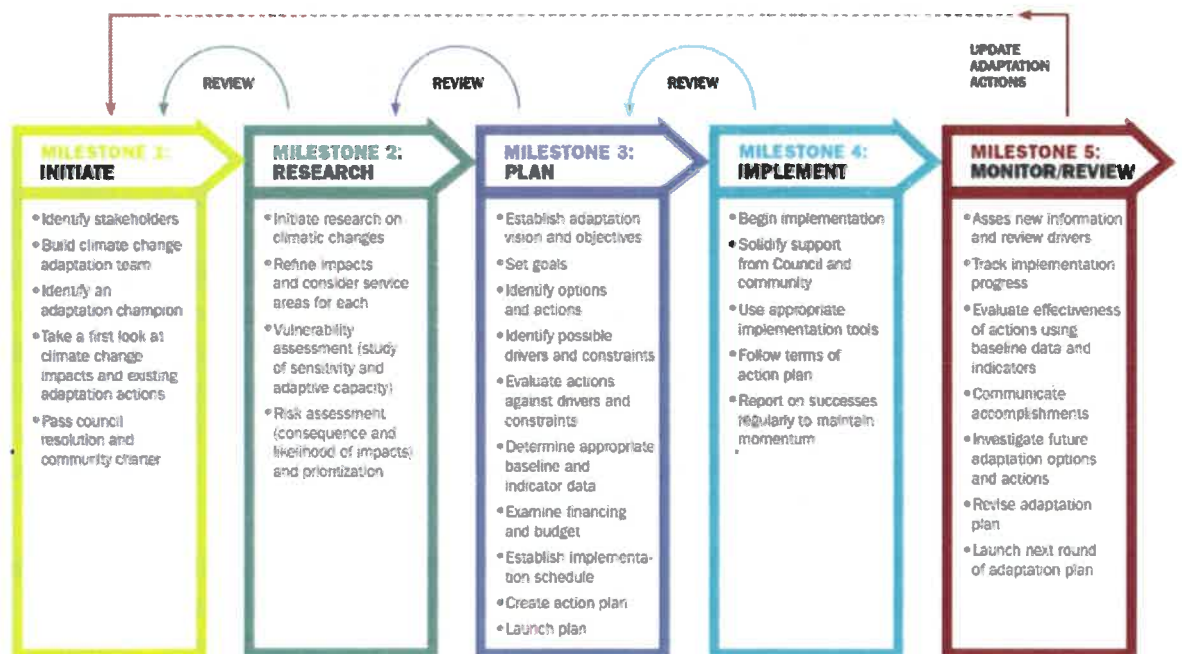 UPDATE
ADAPTATION
ACTIONS
REVIEW
REVIEW
REVIEW
MILESTONE 1:
INITIATE
• Identify stakeholders
• Build climate change
adaptation team
• Identify an
adaptation champion
• Take a first look at
climate change
impacts and existing
adaptation actions
• Pass council
resolution and
community charter
MILESTONE 2:
RESEARCH
• Initiate research on
climatic changes
• Refine impacts
and consider service
areas for each
• Vulnerability
assessment (study
of sensitivity and
adaptive capacity)
• Risk assessment
(consequence and
likelihood of impacts)
and prioritization
MILESTONE 3:
PLAN
• Establish adaptation
vision and objectives
• Set goals
• Identify options
and actions
• Identify possible
drivers and constraints
• Evaluate actions
against drivers and
constraints
• Determine appropriate
baseline and
indicator data
• Examine financing
and budget
• Establish implementa-
tion schedule
• Create action plan
• Launch plan
MILESTONE 4:
IMPLEMENT
• Begin implementation
• Solidify support
from Council and
community
• Use appropriate
implementation tools
• Follow terms of
action plan
• Report on successes
regularly to maintain
momentum
MILESTONE 5:
MONITOR/REVIEW
• Asses new information
and review drivers
• Track implementation
progress
• Evaluate effectiveness
of actions using
baseline data and
indicators
• Communicate
accomplishments
• Investigate future
adaptation options
and actions
• Revise adaptation
plan
• Launch next round
of adaptation plan